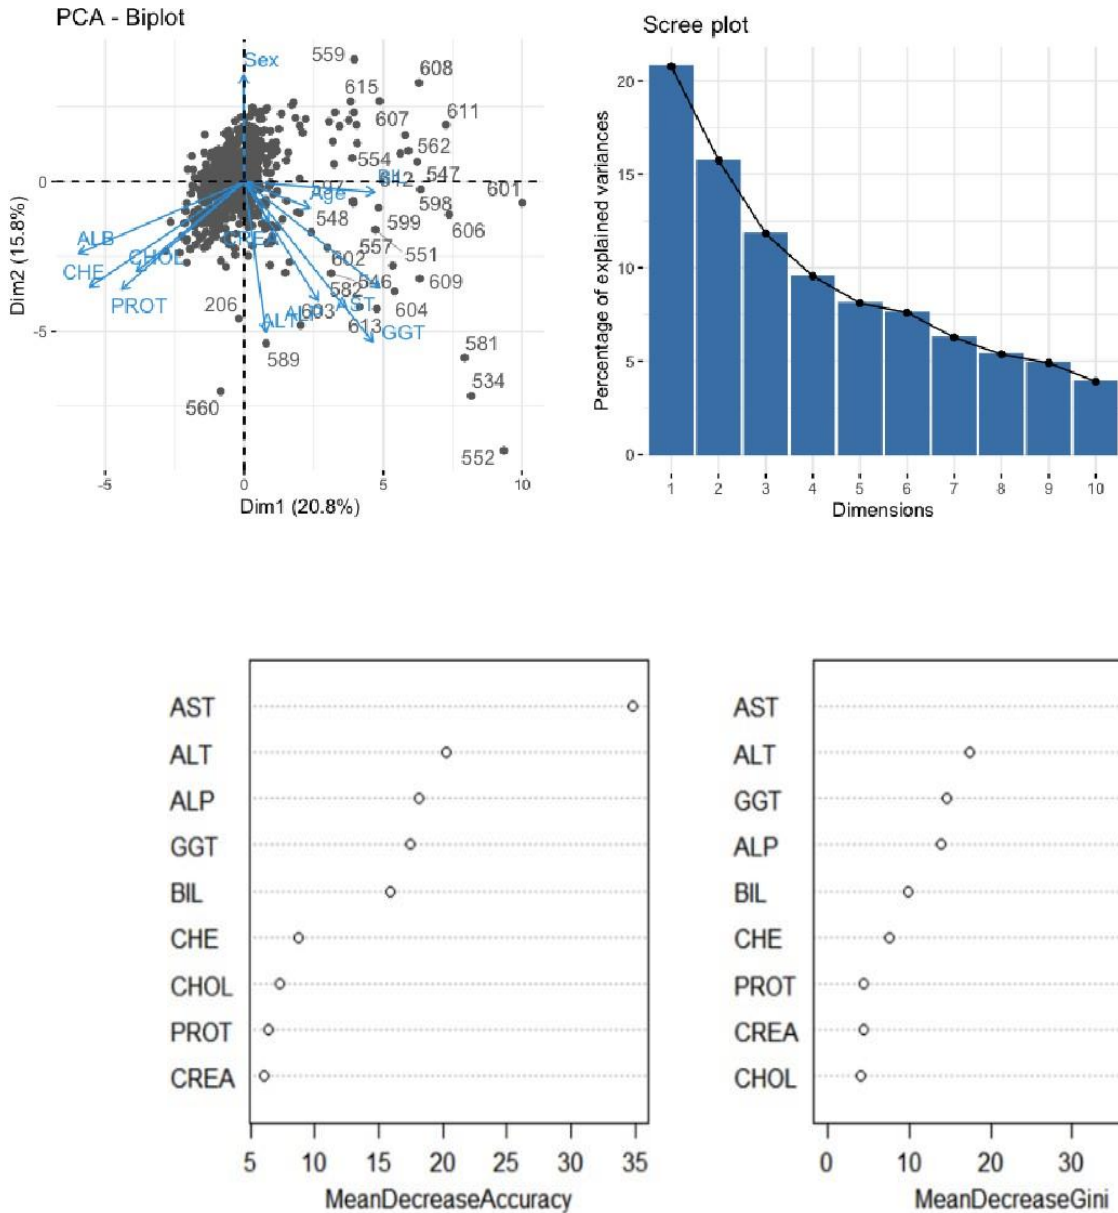 PCA - Biplot
Sex
559
608
615
607
611
562
554
547
BIL
601
Age
598
548
599
606
ALB
CREA
557
551
CHOL
CHE
602
546
609
PROT
582
206
AST
604
603
ALT
613
GGT
589
581
534
560
552
0
-5
Dim2 (15.8%)
-5 0 5 10
Dim1 (20.8%)
Scree plot
20
15
10
5
0
Percentage of explained variances
1 2 3 4 5 6 7 8 9 10
Dimensions
AST
ALT
ALP
GGT
BIL
CHE
CHOL
PROT
CREA
5 10 15 20 25 30 35
MeanDecreaseAccuracy
AST
ALT
GGT
ALP
BIL
CHE
PROT
CREA
CHOL
0 10 20 30
MeanDecreaseGini